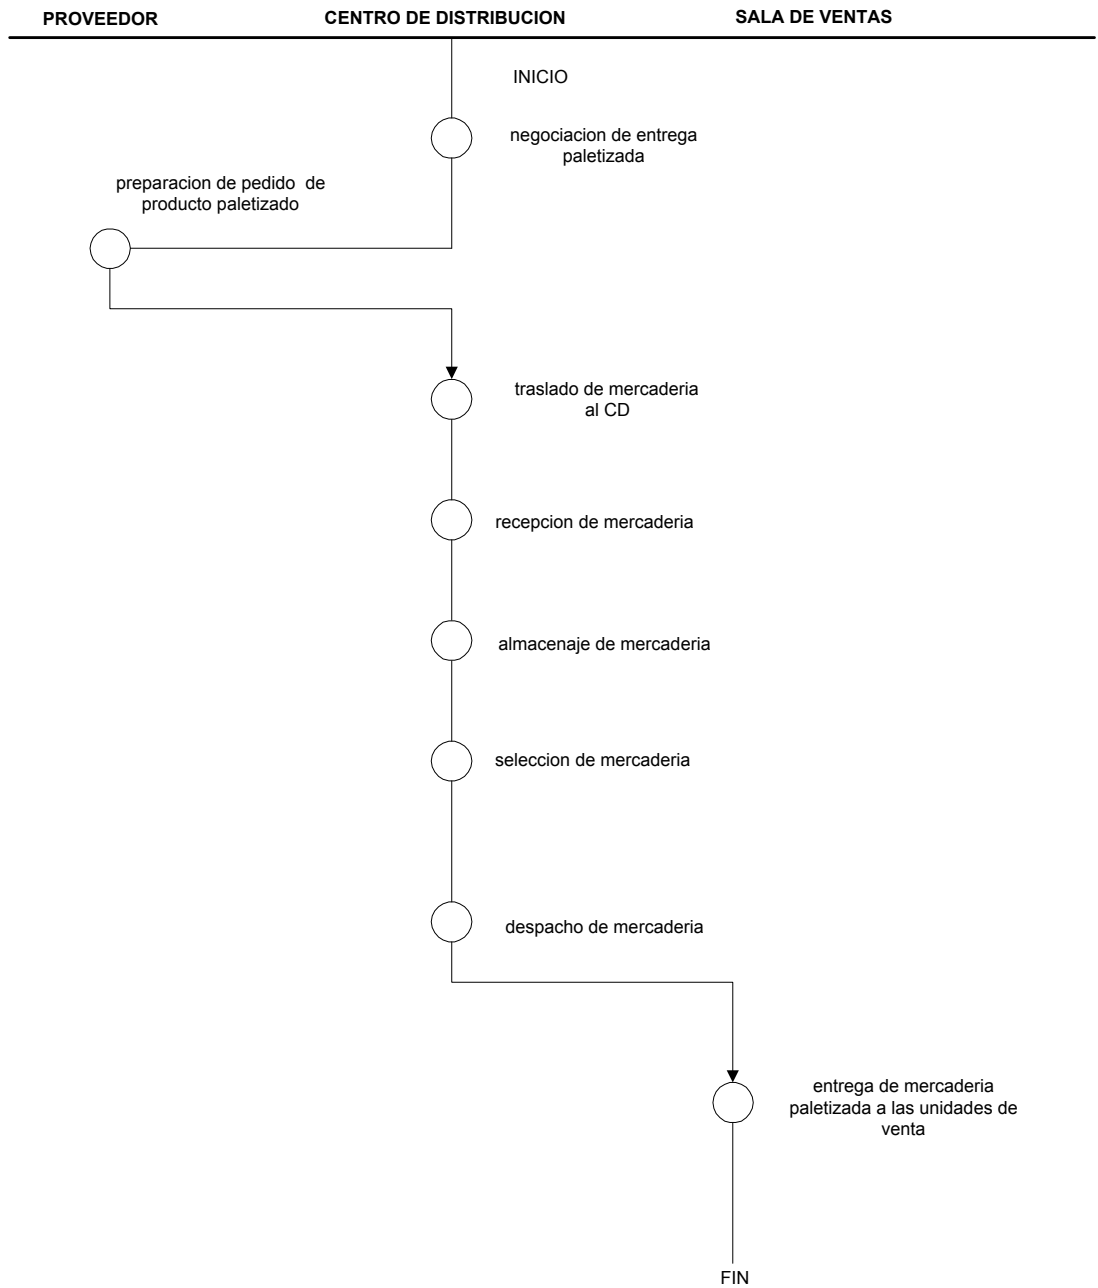 PROVEEDOR
CENTRO DE DISTRIBUCION
SALA DE VENTAS
INICIO
negociacion de entrega
paletizada
preparacion de pedido de
producto paletizado
traslado de mercaderia
al CD
recepcion de mercaderia
almacenaje de mercaderia
seleccion de mercaderia
despacho de mercaderia
entrega de mercaderia
paletizada a las unidades de
venta
FIN